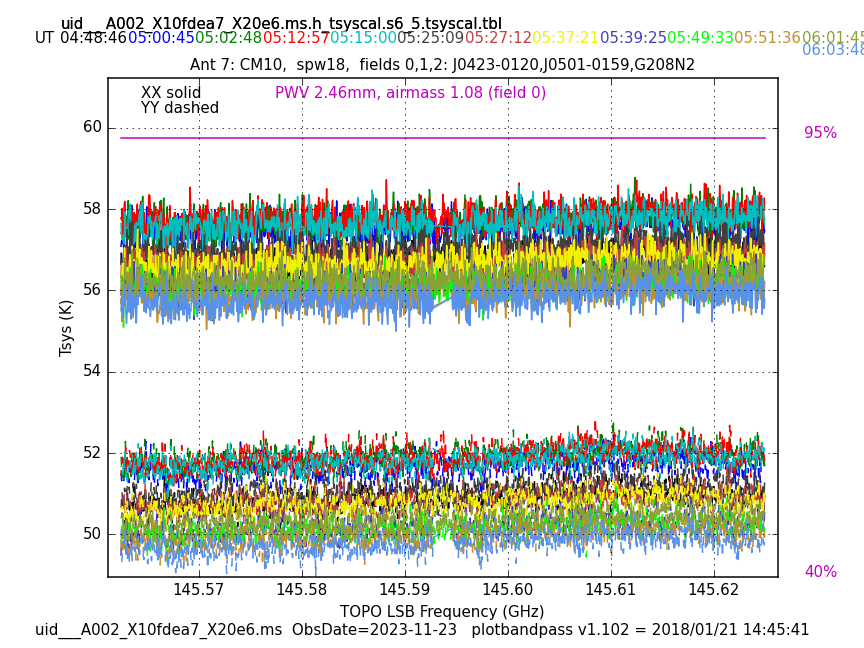 uid___A002_X10fdea7_X20e6.ms.h_tsyscal.s6_5.tsyscal.tbl
UT 04:48:46 05:00:45 05:02:48 05:12:57 05:15:00 05:25:09 05:27:12 05:37:21 05:39:25 05:49:33 05:51:36 06:01:45
06:03:48
Ant 7: CM10,  spw18,  fields 0,1,2: J0423-0120,J0501-0159,G208N2
XX solid
PWV 2.46mm, airmass 1.08 (field 0)
YY dashed
60
95%
58
56
Tsys (K)
54
52
50
40%
145.57 145.58 145.59 145.60 145.61 145.62
TOPO LSB Frequency (GHz)
uid___A002_X10fdea7_X20e6.ms  ObsDate=2023-11-23   plotbandpass v1.102 = 2018/01/21 14:45:41